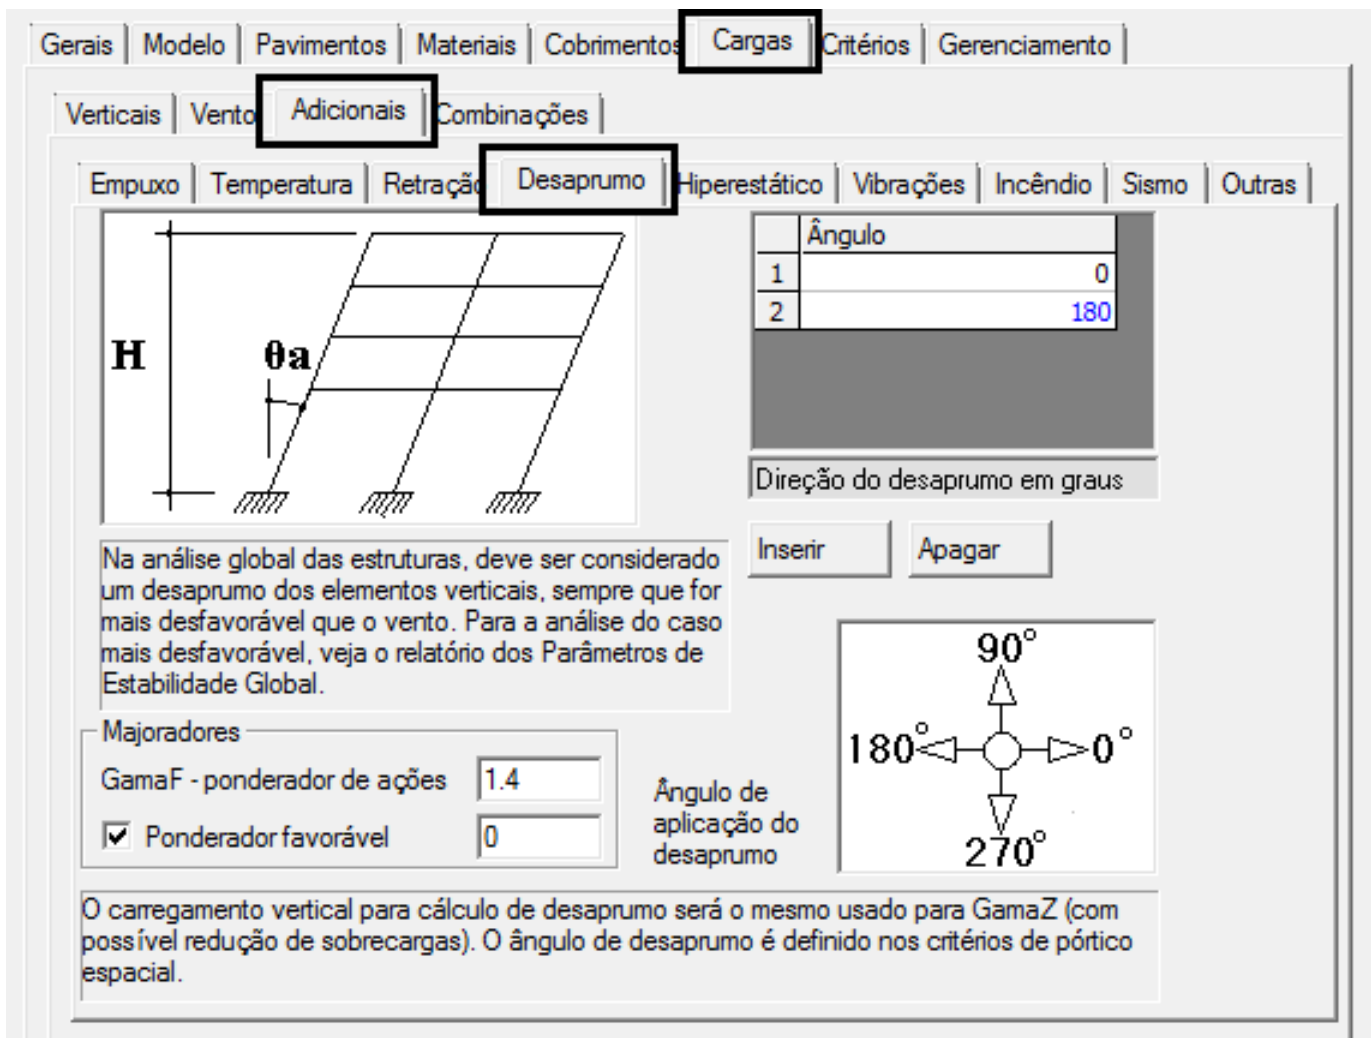 Gerais Modelo Pavimentos Materiais Cobrimentos Cargas Critérios Gerenciamento
Verticais Vento Adicionais Combinações
Empuxo Temperatura Retração Desaprumo Hiperestático Vibrações Incêndio Sismo Outras
H
θa
Ângulo
1 0
2 180
Direção do desaprumo em graus
Inserir Apagar
Na análise global das estruturas, deve ser considerado
um desaprumo dos elementos verticais, sempre que for
mais desfavorável que o vento. Para a análise do caso
mais desfavorável, veja o relatório dos Parâmetros de
Estabilidade Global.
Majoradores
GamaF - ponderador de ações 1.4
Ponderador favorável 0
Ângulo de
aplicação do
desaprumo
90°
180° 0°
270°
O carregamento vertical para cálculo de desaprumo será o mesmo usado para GamaZ (com
possível redução de sobrecargas). O ângulo de desaprumo é definido nos critérios de pórtico
espacial.